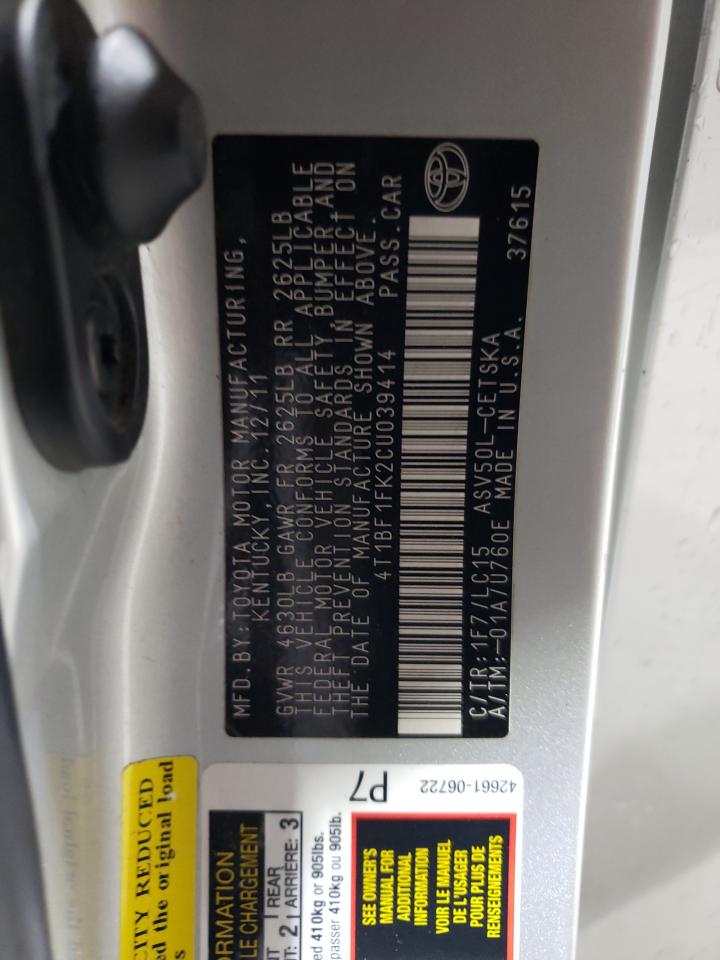 MFD. BY: TOYOTA MOTOR MANUFACTURING,
KENTUCKY, INC. 12/11
GVWR 4630LB GAWR FR 2625LB RR 2625LB
THIS VEHICLE CONFORMS TO ALL APPLICABLE
FEDERAL MOTOR VEHICLE SAFETY, BUMPER AND
THEFT PREVENTION STANDARDS IN EFFECT ON
THE DATE OF MANUFACTURE SHOWN ABOVE.
4T1BF1FK2CU039414 PASS. CAR
C/TR: 1F7/LC15 ASV50L-CETSKA 37615
A/TM: -01A/U760E MADE IN U.S.A.
CITY REDUCED
the original load
P7
42661-06722
LE CHARGEMENT
2 REAR 3
ARRIÈRE:
410kg or 905lbs.
passer 410kg ou 905lb.
SEE OWNER'S
MANUAL FOR
ADDITIONAL
INFORMATION
VOIR LE MANUEL
DE L'USAGER
POUR PLUS DE
RENSEIGNEMENTS